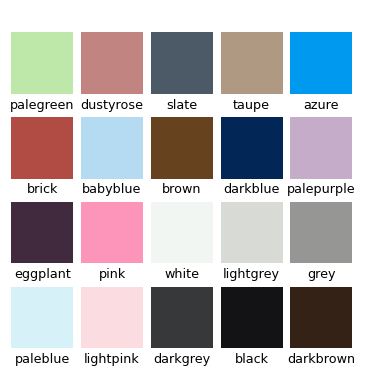 palegreen dustyrose slate taupe azure
brick babyblue brown darkblue palepurple
eggplant pink white lightgrey grey
paleblue lightpink darkgrey black darkbrown